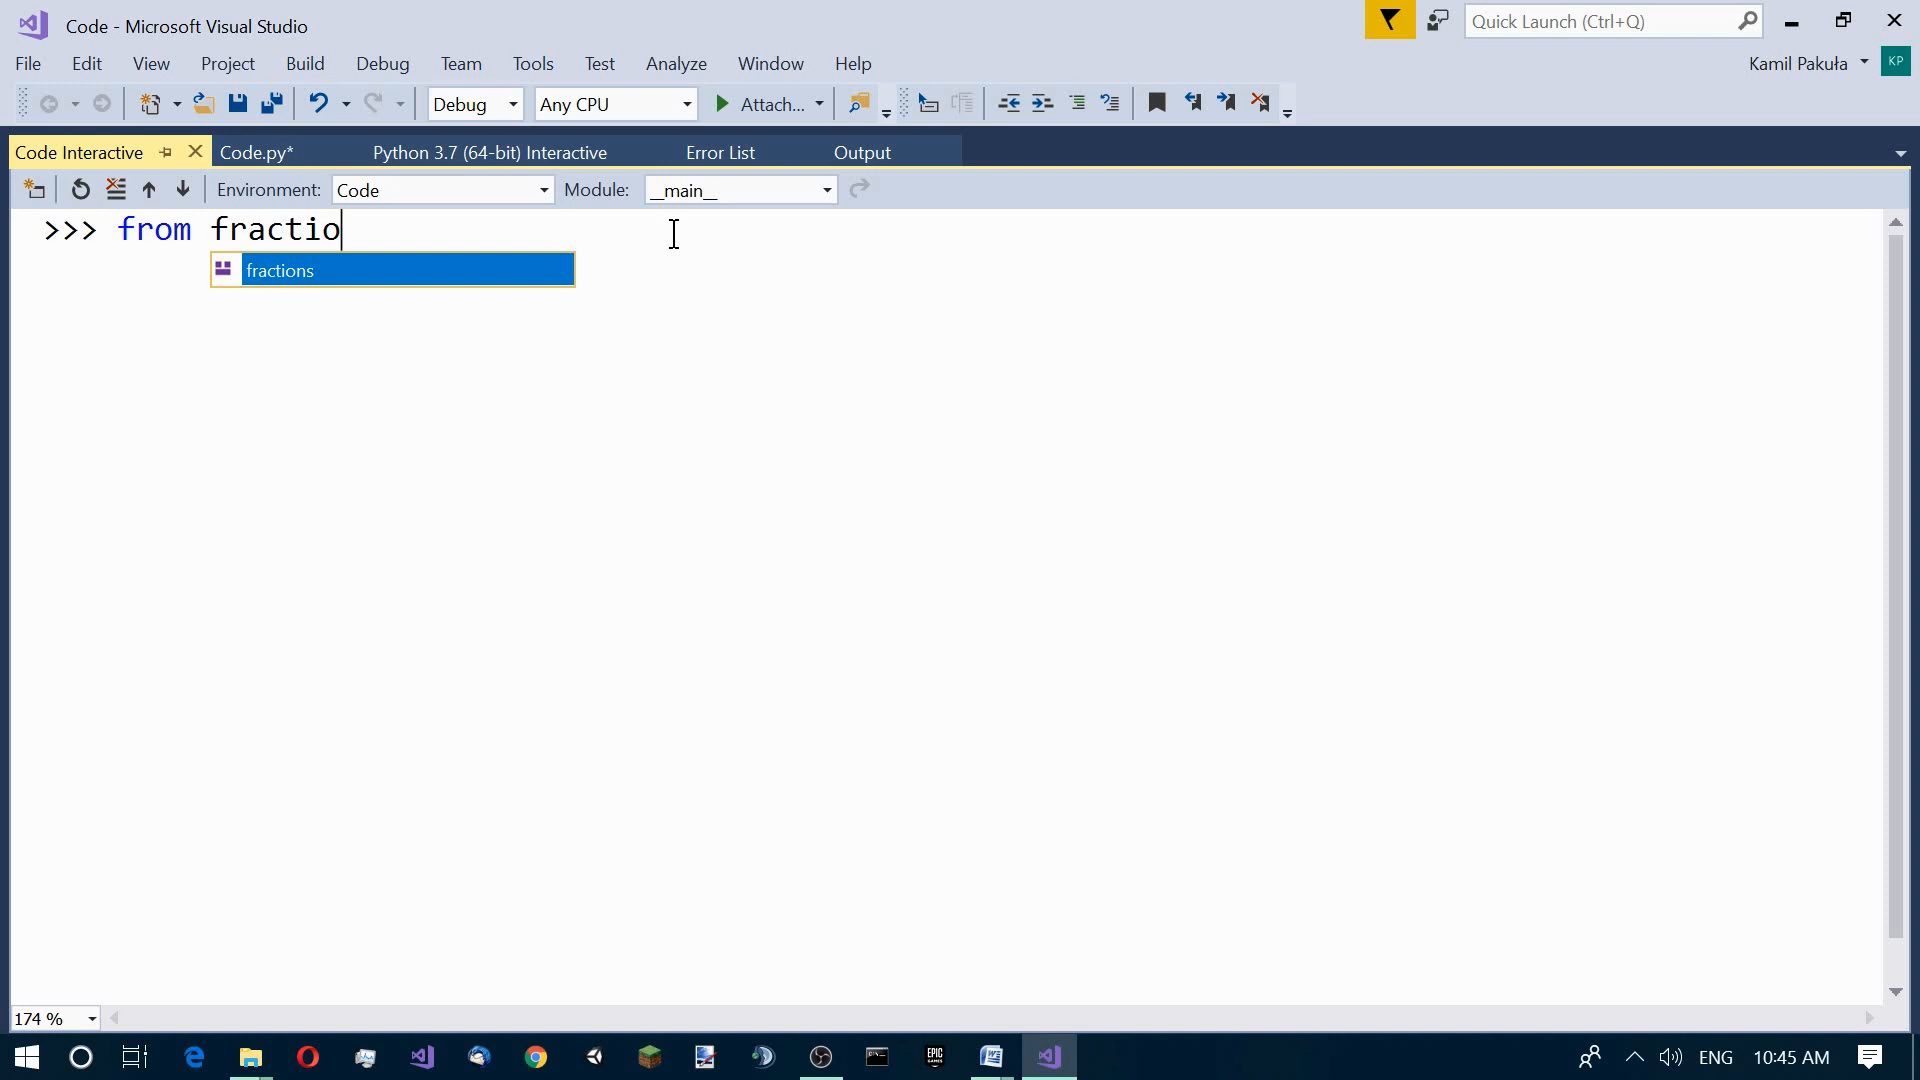 Code - Microsoft Visual Studio
Quick Launch (Ctrl+Q)
File Edit View Project Build Debug Team Tools Test Analyze Window Help
Kamil Pakuła KP
Debug Any CPU Attach...
Code Interactive Code.py* Python 3.7 (64-bit) Interactive Error List Output
Environment: Code Module: __main__
>>> from fractio
fractions
174 %
EPIC GAMES
ENG 10:45 AM